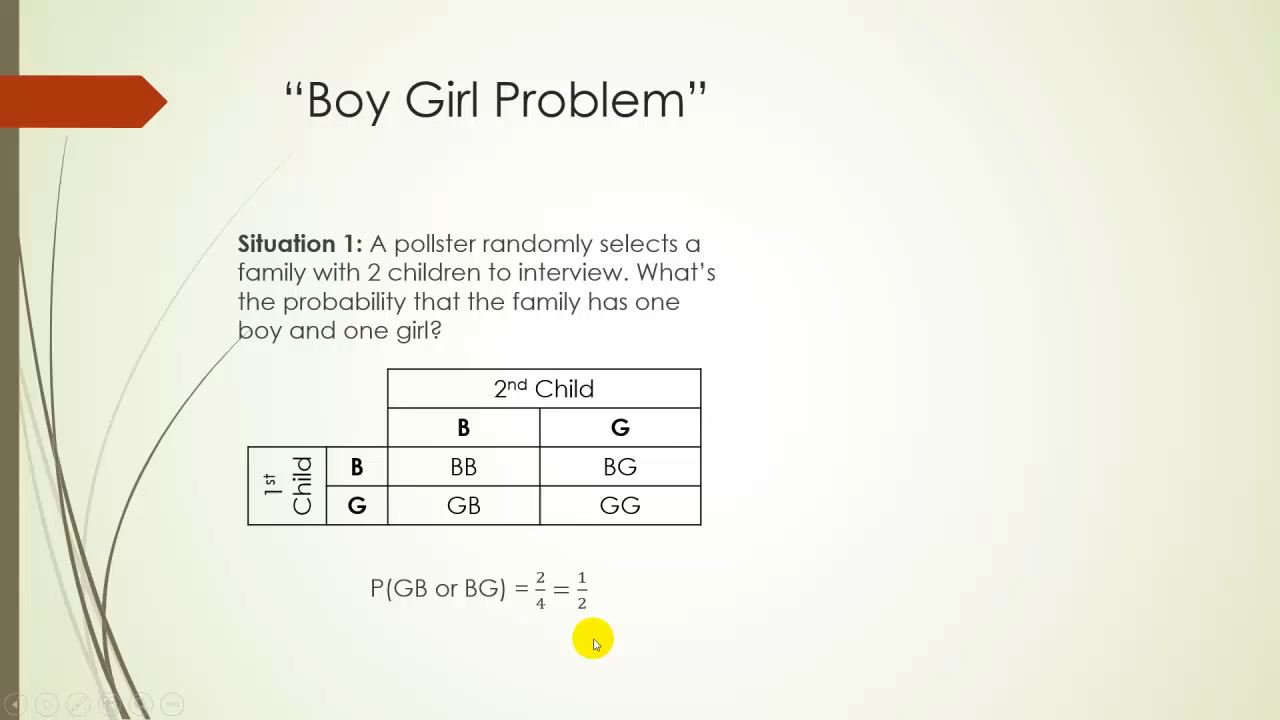 “Boy Girl Problem”
Situation 1: A pollster randomly selects a
family with 2 children to interview. What’s
the probability that the family has one
boy and one girl?
2nd Child
B G
1st Child
B BB BG
G GB GG
P(GB or BG) = 2/4 = 1/2